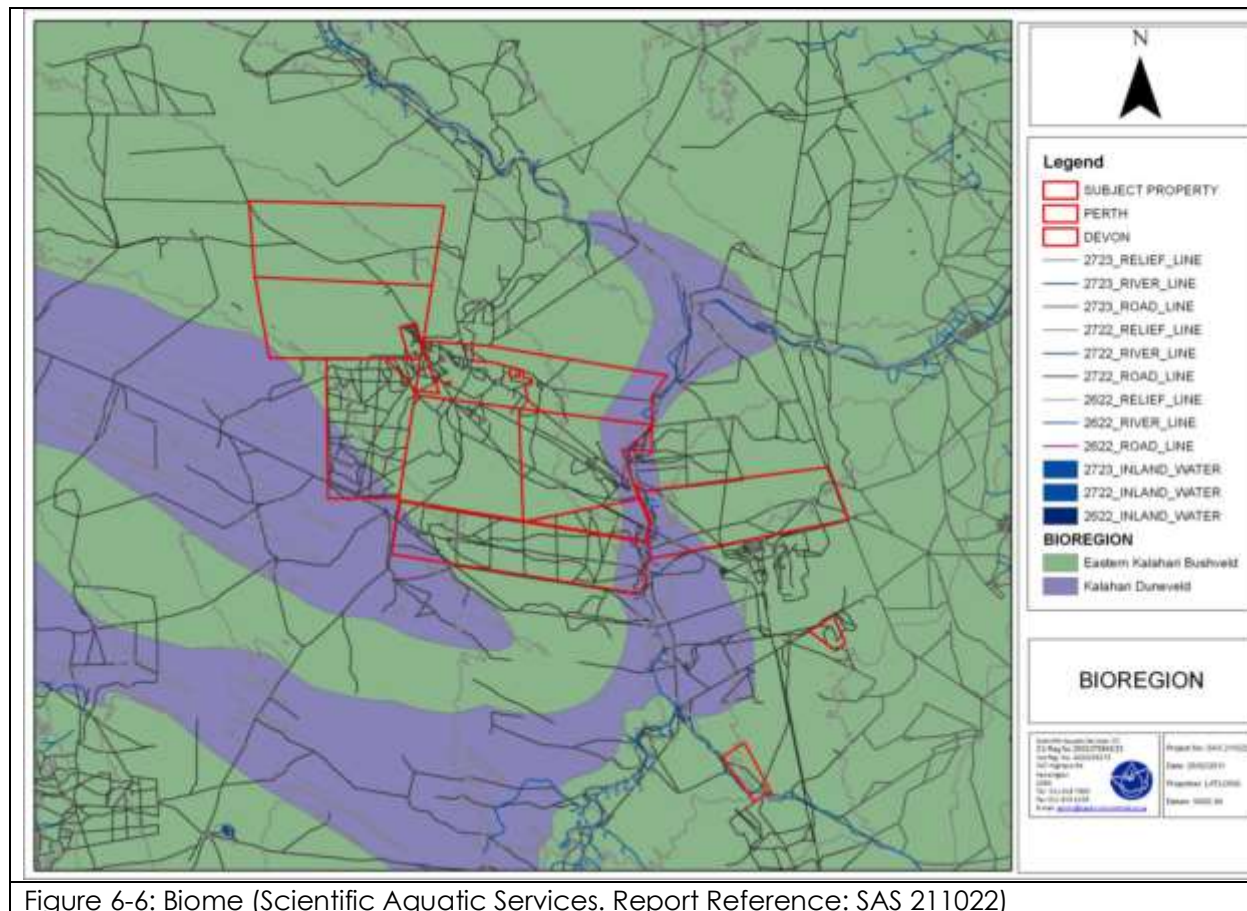 N
Legend
SUBJECT PROPERTY
PERTH
DEVON
2723_RELIEF_LINE
2723_RIVER_LINE
2723_ROAD_LINE
2722_RELIEF_LINE
2722_RIVER_LINE
2722_ROAD_LINE
2622_RELIEF_LINE
2622_RIVER_LINE
2622_ROAD_LINE
2723_INLAND_WATER
2722_INLAND_WATER
2622_INLAND_WATER
BIOREGION
Eastern Kalahari Bushveld
Kalahari Duneveld
BIOREGION
Figure 6-6: Biome (Scientific Aquatic Services. Report Reference: SAS 211022)